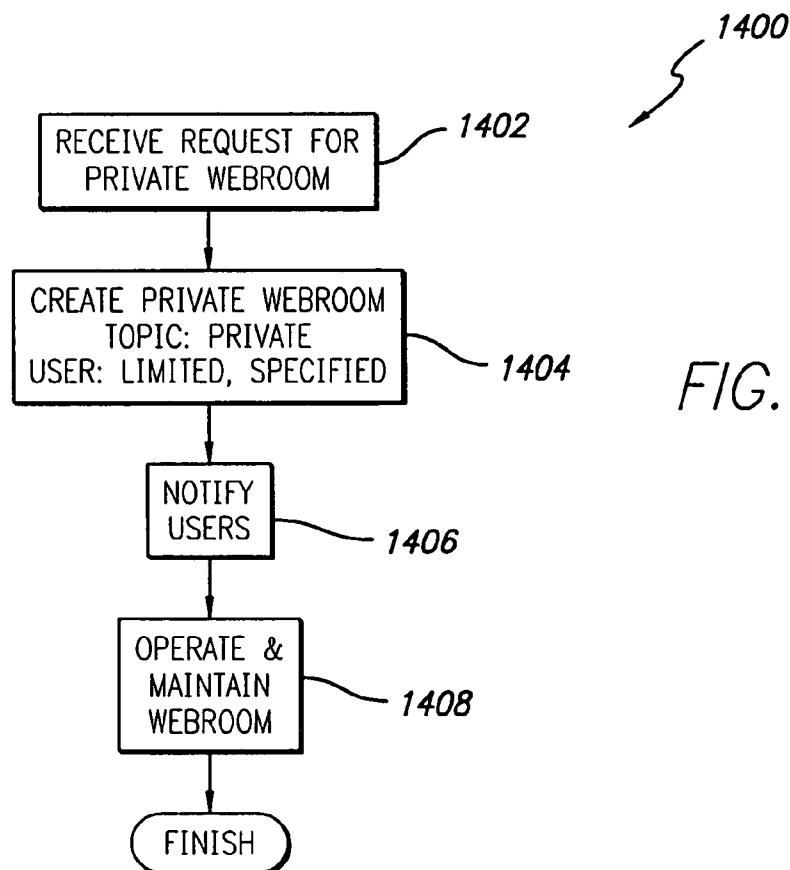 1400
RECEIVE REQUEST FOR
PRIVATE WEBROOM
1402
CREATE PRIVATE WEBROOM
TOPIC: PRIVATE
USER: LIMITED, SPECIFIED
1404
FIG.
NOTIFY
USERS
1406
OPERATE &
MAINTAIN
WEBROOM
1408
FINISH